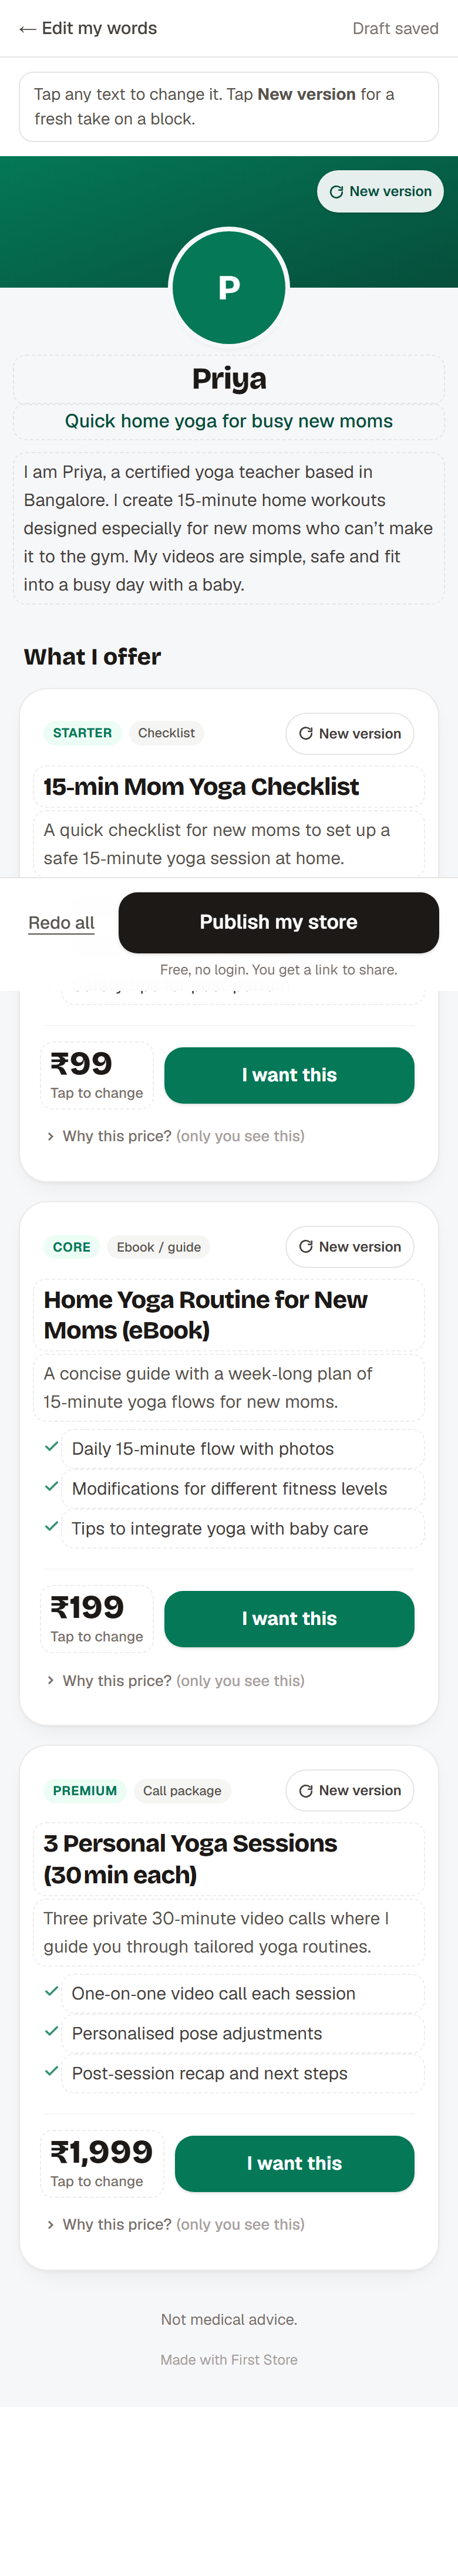 ← Edit my words
Draft saved
Tap any text to change it. Tap New version for a
fresh take on a block.
New version
P
Priya
Quick home yoga for busy new moms
I am Priya, a certified yoga teacher based in
Bangalore. I create 15-minute home workouts
designed especially for new moms who can’t make
it to the gym. My videos are simple, safe and fit
into a busy day with a baby.
What I offer
STARTER
Checklist
New version
15-min Mom Yoga Checklist
A quick checklist for new moms to set up a
safe 15-minute yoga session at home.
Redo all
Publish my store
Free, no login. You get a link to share.
₹99
Tap to change
I want this
Why this price? (only you see this)
CORE
Ebook / guide
New version
Home Yoga Routine for New
Moms (eBook)
A concise guide with a week-long plan of
15-minute yoga flows for new moms.
Daily 15-minute flow with photos
Modifications for different fitness levels
Tips to integrate yoga with baby care
₹199
Tap to change
I want this
Why this price? (only you see this)
PREMIUM
Call package
New version
3 Personal Yoga Sessions
(30 min each)
Three private 30-minute video calls where I
guide you through tailored yoga routines.
One-on-one video call each session
Personalised pose adjustments
Post-session recap and next steps
₹1,999
Tap to change
I want this
Why this price? (only you see this)
Not medical advice.
Made with First Store